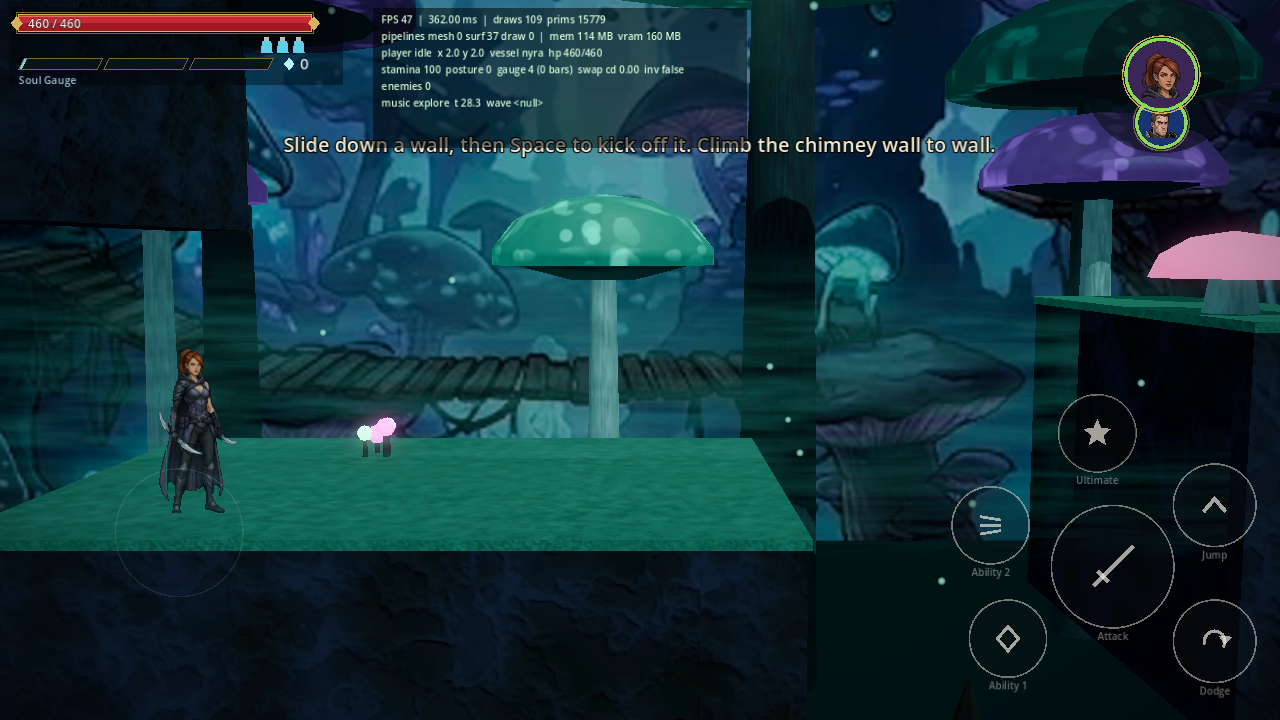 460 / 460
0
Soul Gauge
FPS 47 | 362.00 ms | draws 109 prims 15779
pipelines mesh 0 surf 37 draw 0 | mem 114 MB vram 160 MB
player idle x 2.0 y 2.0 vessel nyra hp 460/460
stamina 100 posture 0 gauge 4 (0 bars) swap cd 0.00 inv false
enemies 0
music explore t 28.3 wave <null>
Slide down a wall, then Space to kick off it. Climb the chimney wall to wall.
Ultimate
Ability 2
Jump
Attack
Ability 1
Dodge